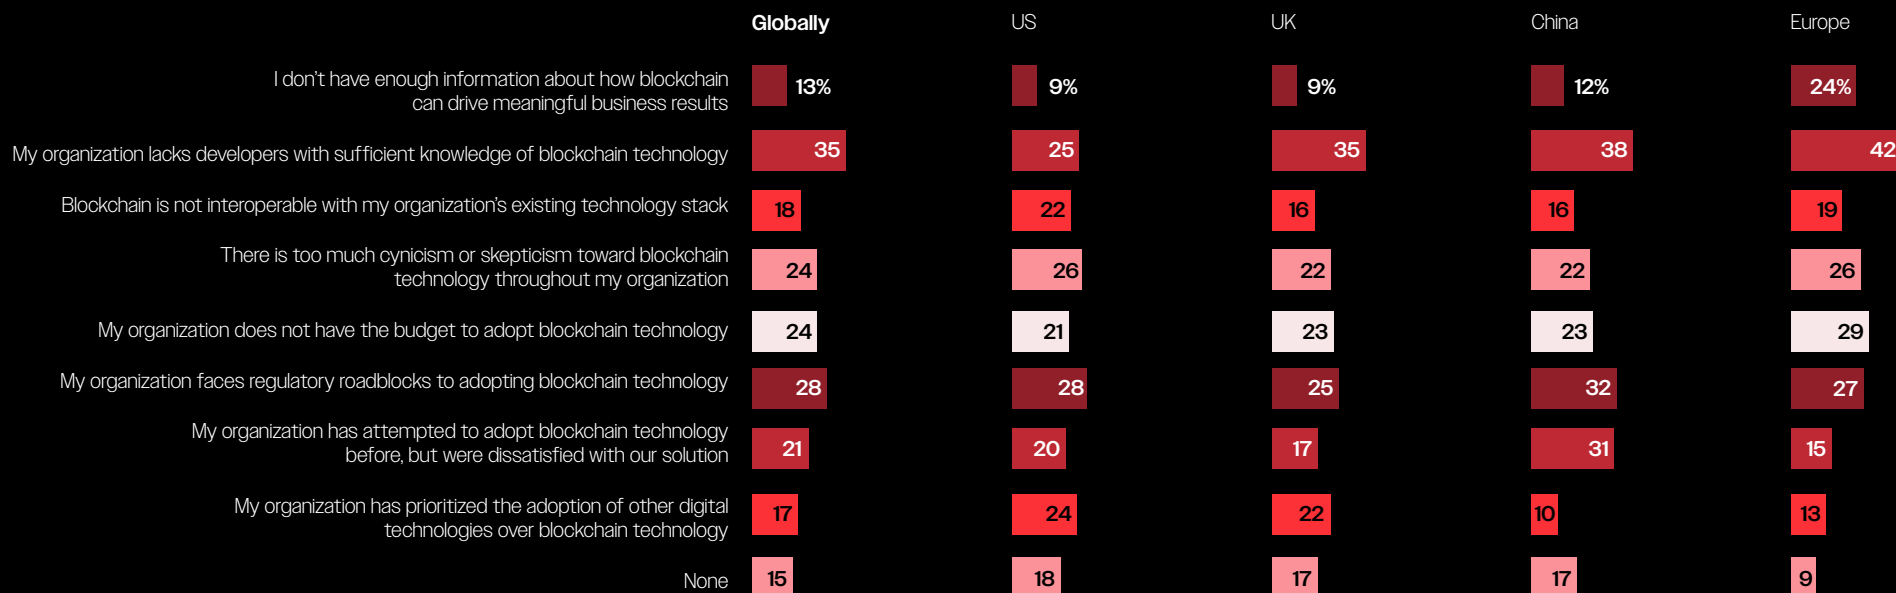 Globally US UK China Europe
I don't have enough information about how blockchain
can drive meaningful business results
13% 9% 9% 12% 24%
My organization lacks developers with sufficient knowledge of blockchain technology 35 25 35 38 42
Blockchain is not interoperable with my organization's existing technology stack 18 22 16 16 19
There is too much cynicism or skepticism toward blockchain
technology throughout my organization
24 26 22 22 26
My organization does not have the budget to adopt blockchain technology 24 21 23 23 29
My organization faces regulatory roadblocks to adopting blockchain technology 28 28 25 32 27
My organization has attempted to adopt blockchain technology
before, but were dissatisfied with our solution
21 20 17 31 15
My organization has prioritized the adoption of other digital
technologies over blockchain technology
17 24 22 10 13
None 15 18 17 17 9